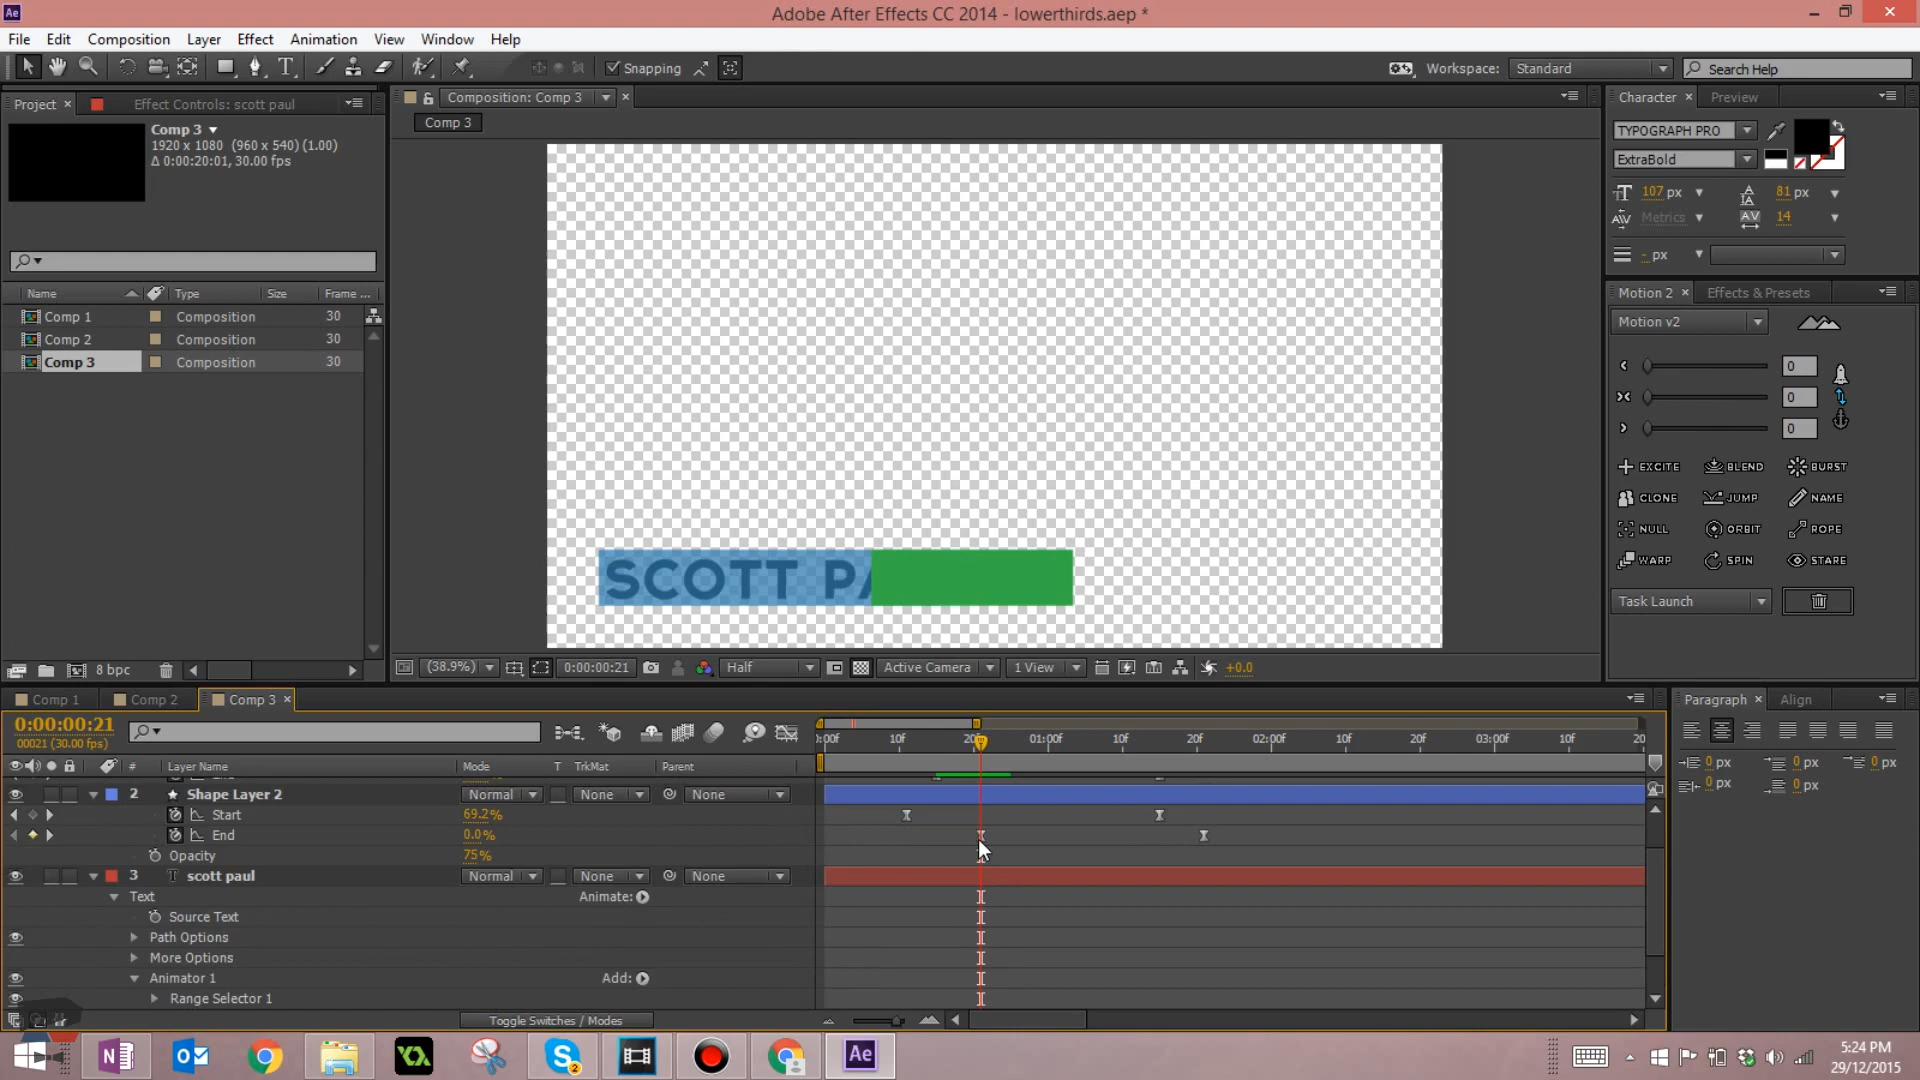 Adobe After Effects CC 2014 - lowerthirds.aep *
File Edit Composition Layer Effect Animation View Window Help
Snapping
Workspace: Standard
Search Help
Project × Effect Controls: scott paul
Comp 3
1920 x 1080 (960 x 540) (1.00)
Δ 0:00:20:01, 30.00 fps
Name Type Size Frame ...
Comp 1 Composition 30
Comp 2 Composition 30
Comp 3 Composition 30
8 bpc
Composition: Comp 3
Comp 3
SCOTT PA
(38.9%) 0:00:00:21 Half Active Camera 1 View +0.0
Character × Preview
TYPOGRAPH PRO
ExtraBold
107 px 81 px
Metrics 14
- px
Motion 2 × Effects & Presets
Motion v2
0
0
0
EXCITE BLEND BURST
CLONE JUMP NAME
NULL ORBIT ROPE
WARP SPIN STARE
Task Launch
Comp 1 Comp 2 Comp 3 ×
0:00:00:21
00021 (30.00 fps)
:00f 10f 20 01:00f 10f 20f 02:00f 10f 20f 03:00f 10f 20
# Layer Name Mode T TrkMat Parent
2 Shape Layer 2 Normal None None
Start 69.2%
End 0.0%
Opacity 75%
3 T scott paul Normal None None
Text Animate:
Source Text
Path Options
More Options
Animator 1 Add:
Range Selector 1
Toggle Switches / Modes
Paragraph × Align
0 px 0 px 0 px
0 px 0 px
2
Ae
5:24 PM
29/12/2015